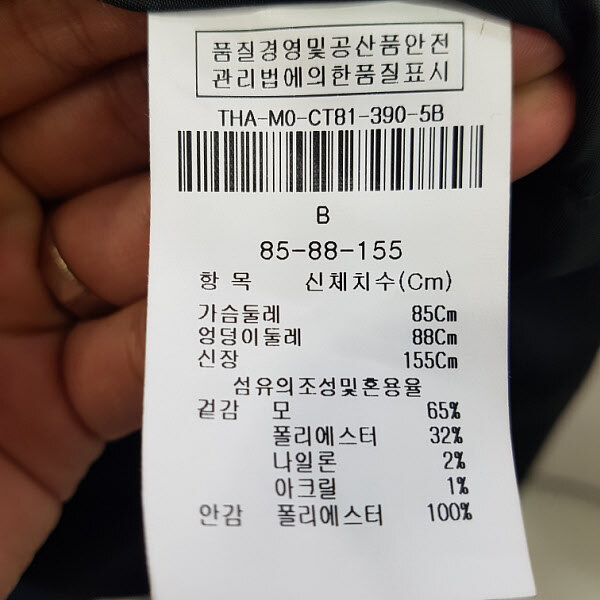 품질경영및공산품안전
관리법에의한품질표시
THA-MO-CT81-390-5B
B
85-88-155
항 목 신체치수(Cm)
가슴둘레 85Cm
엉덩이둘레 88Cm
신장 155Cm
섬유의조성및혼용율
겉감 모 65%
폴리에스터 32%
나일론 2%
아크릴 1%
안감 폴리에스터 100%